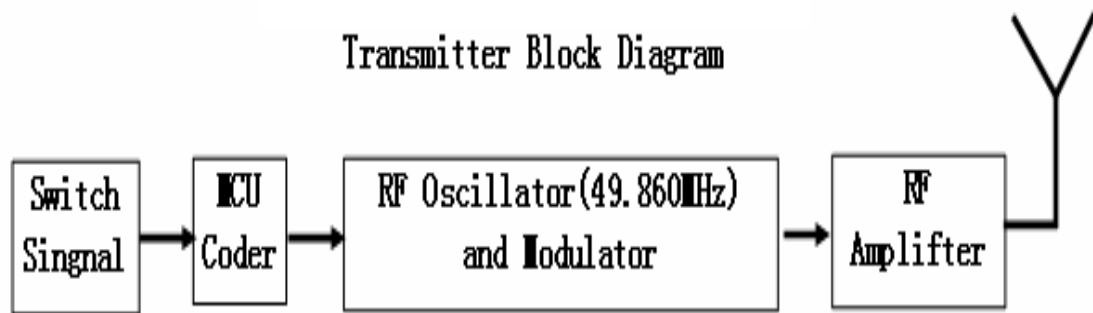 Transmitter Block Diagram
Switch
Singnal
MCU
Coder
RF Oscillator(49.860MHz)
and Modulator
RF
Amplifter